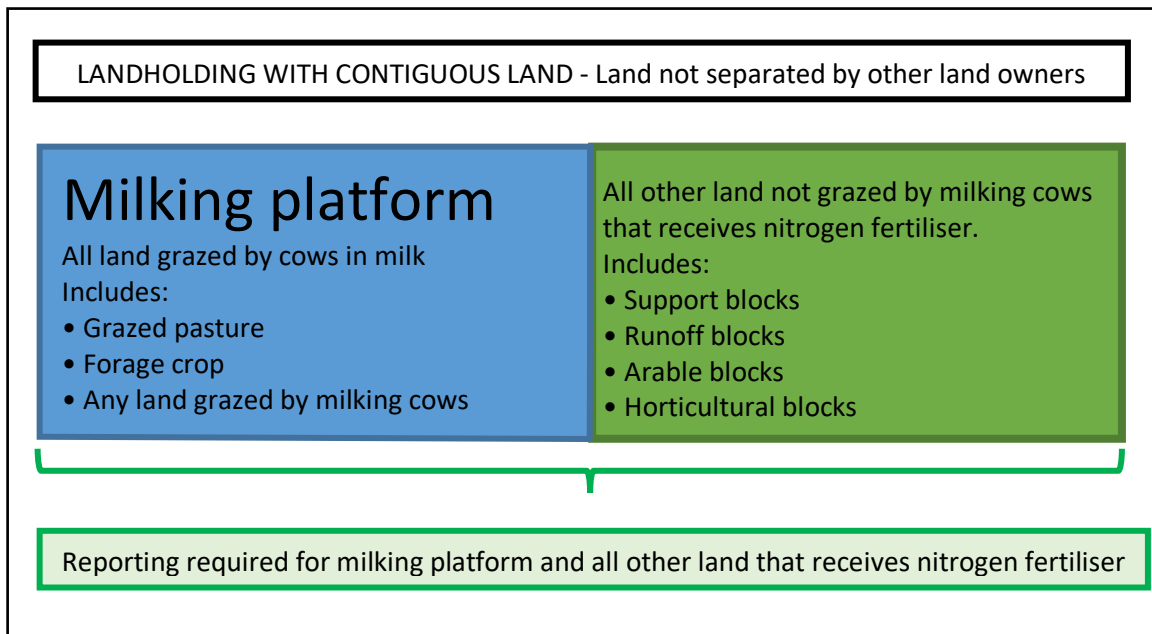 LANDHOLDING WITH CONTIGUOUS LAND - Land not separated by other land owners
Milking platform
All land grazed by cows in milk
Includes:
• Grazed pasture
• Forage crop
• Any land grazed by milking cows
All other land not grazed by milking cows
that receives nitrogen fertiliser.
Includes:
• Support blocks
• Runoff blocks
• Arable blocks
• Horticultural blocks
Reporting required for milking platform and all other land that receives nitrogen fertiliser